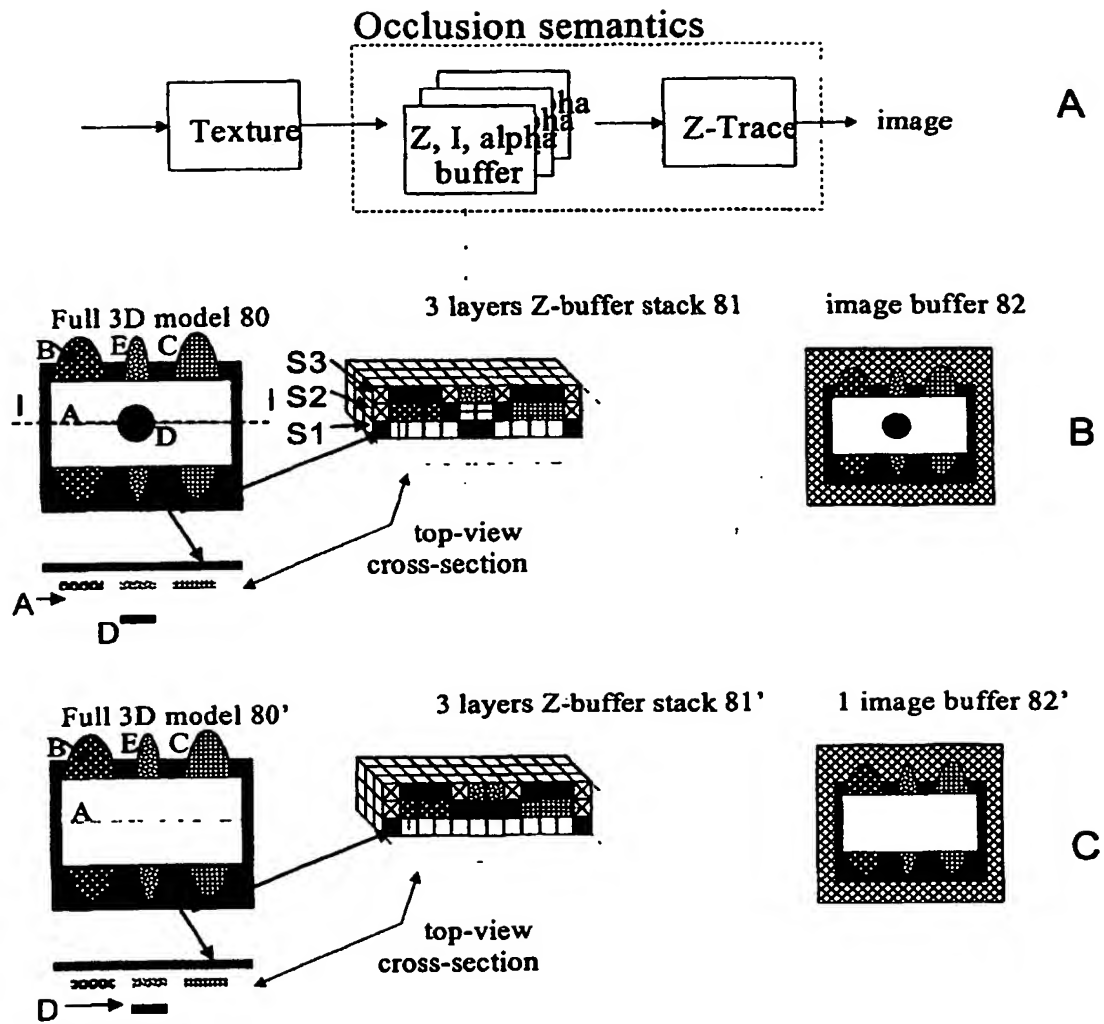 Occlusion semantics
Texture
pha
pha
Z, I, alpha
buffer
Z-Trace
image
A
Full 3D model 80
3 layers Z-buffer stack 81
image buffer 82
B E C
I A D I
S3
S2
S1
B
top-view
cross-section
A
D
Full 3D model 80'
3 layers Z-buffer stack 81'
1 image buffer 82'
B E C
A
C
top-view
cross-section
D